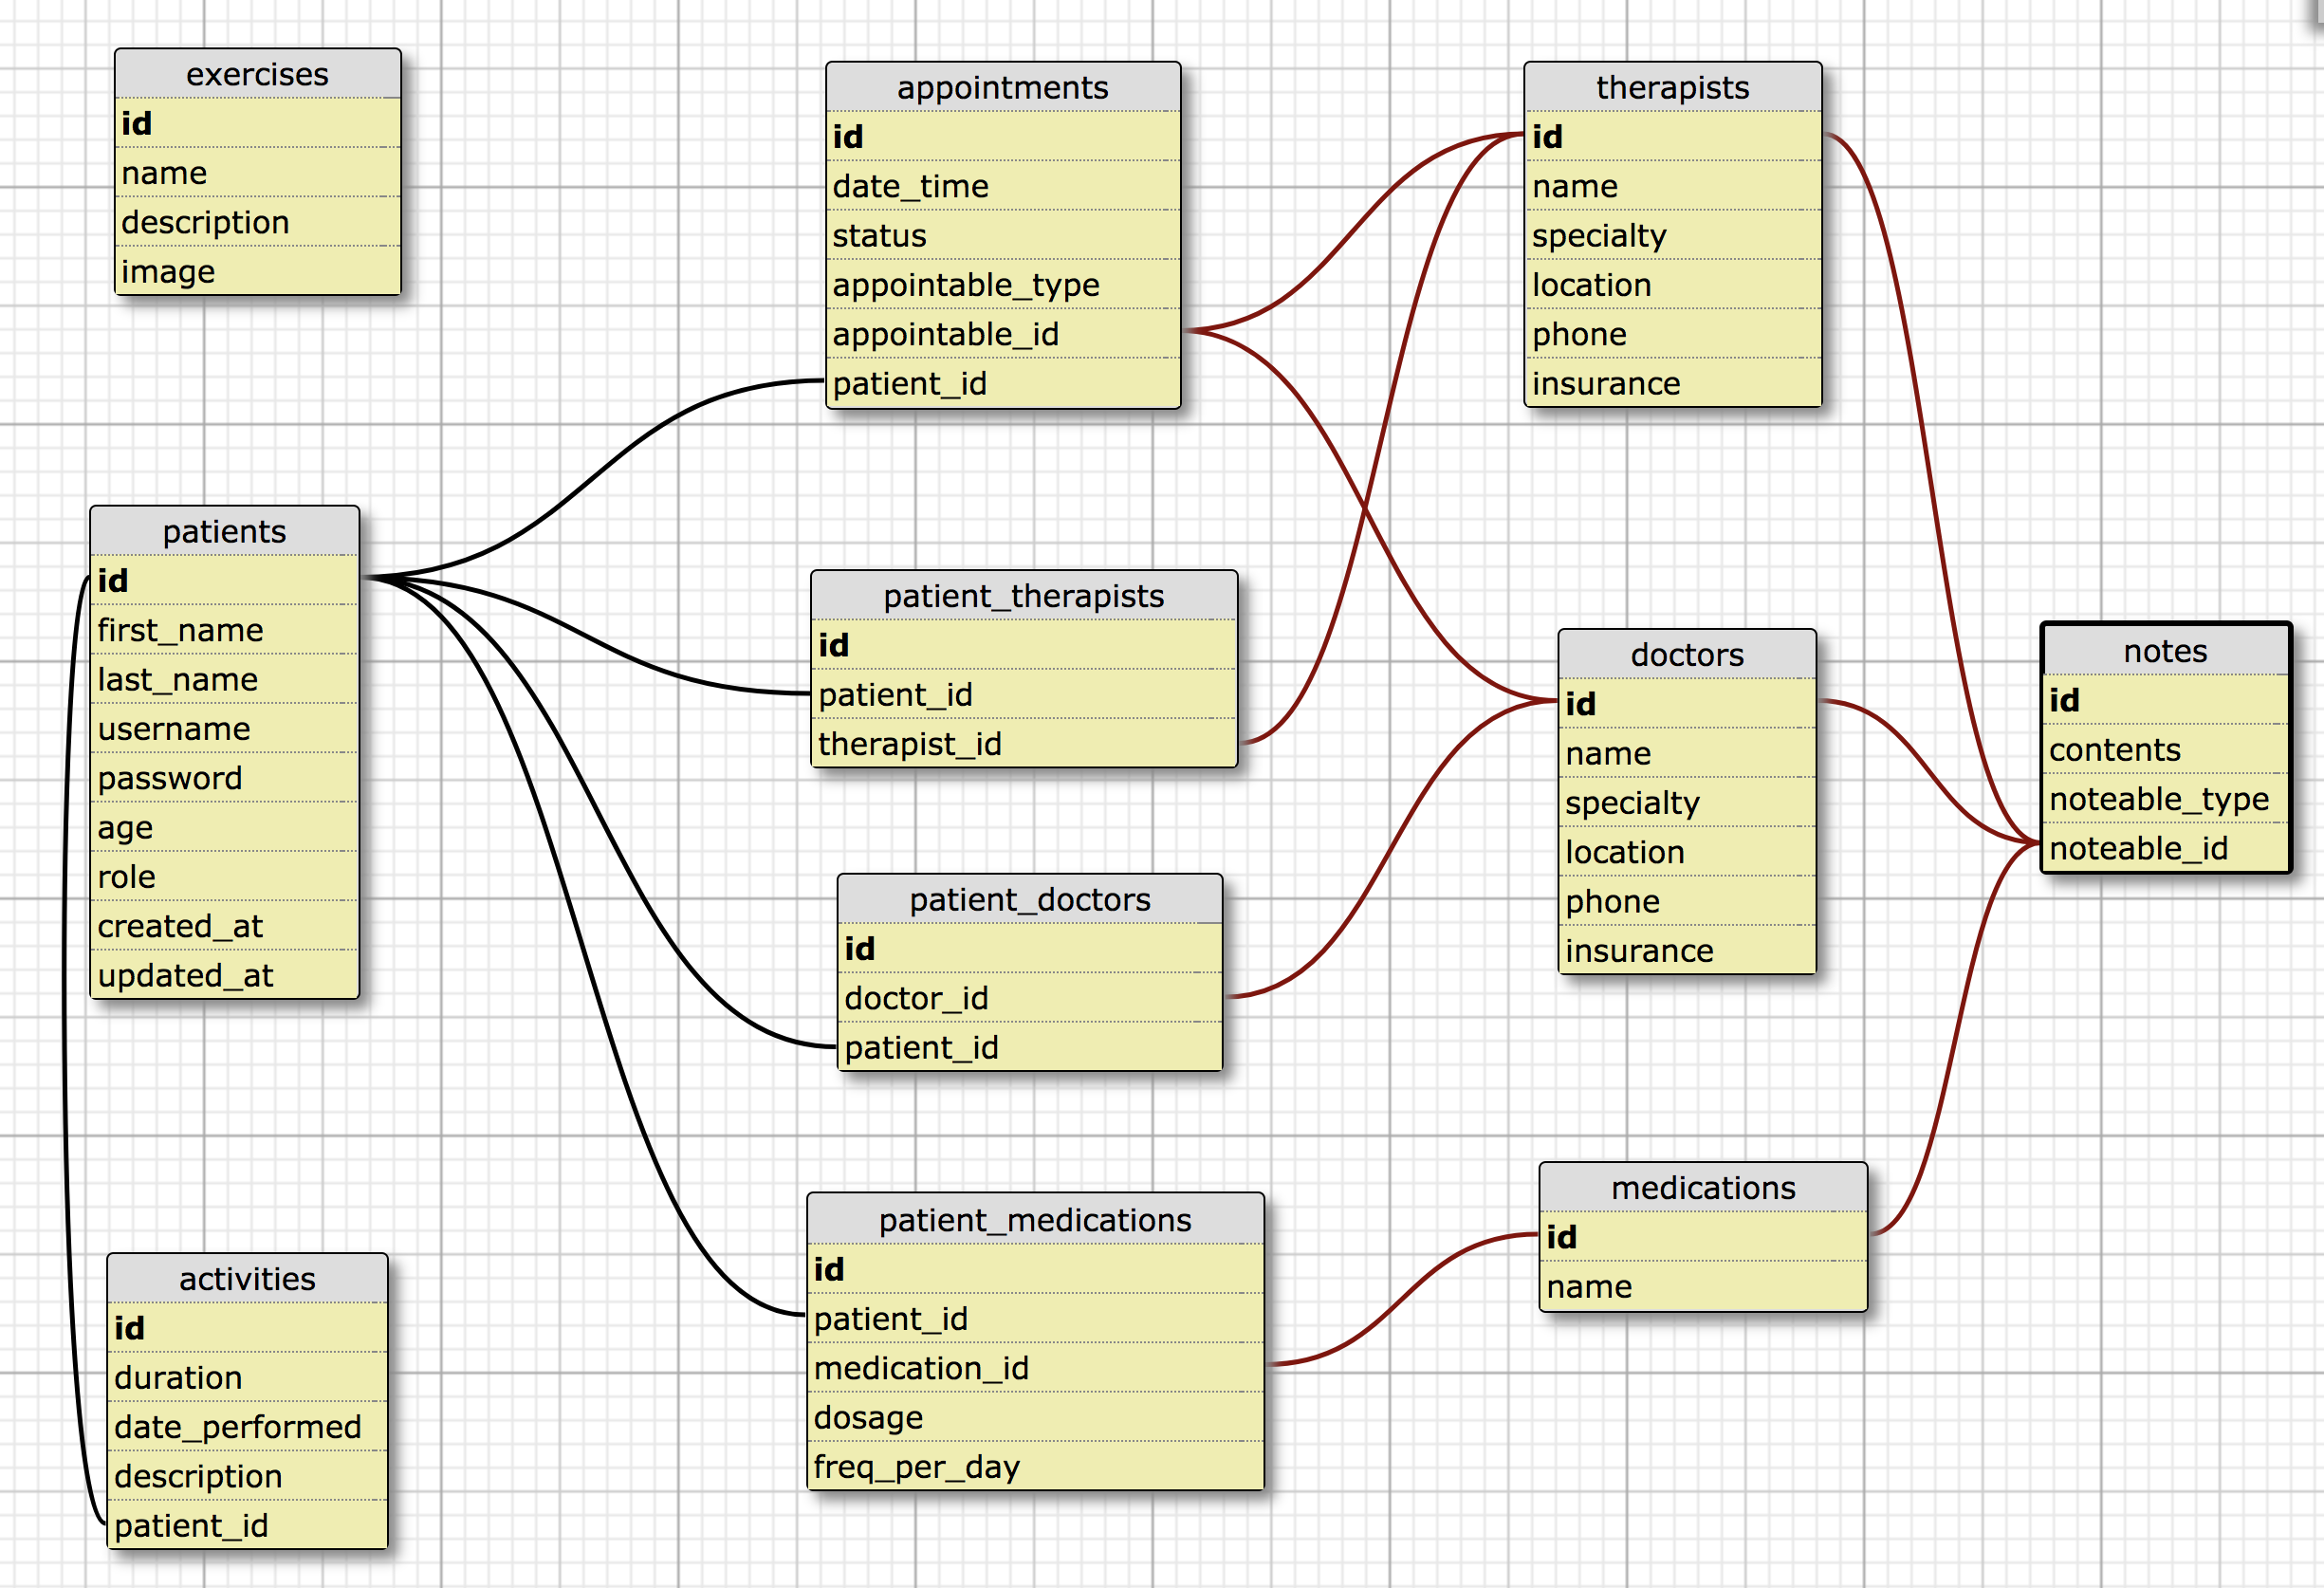 exercises
id
name
description
image
appointments
id
date_time
status
appointable_type
appointable_id
patient_id
therapists
id
name
specialty
location
phone
insurance
patients
id
first_name
last_name
username
password
age
role
created_at
updated_at
patient_therapists
id
patient_id
therapist_id
doctors
id
name
specialty
location
phone
insurance
notes
id
contents
noteable_type
noteable_id
patient_doctors
id
doctor_id
patient_id
activities
id
duration
date_performed
description
patient_id
patient_medications
id
patient_id
medication_id
dosage
freq_per_day
medications
id
name